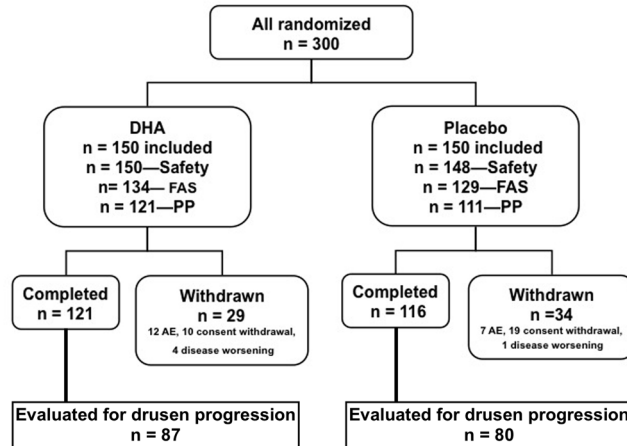 All randomized
n = 300
DHA
n = 150 included
n = 150—Safety
n= 134— FAS
n = 121—PP
Placebo
n = 150 included
n = 148—Safety
n = 129—FAS
n = 111—PP
Completed
n = 121
Withdrawn
n = 29
12 AE, 10 consent withdrawal,
4 disease worsening
Completed
n = 116
Withdrawn
n =34
7 AE, 19 consent withdrawal,
1 disease worsening
Evaluated for drusen progression
n = 87
Evaluated for drusen progression
n = 80